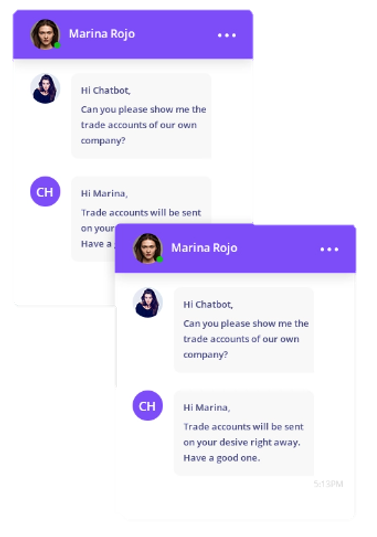 Marina Rojo
Hi Chatbot,
Can you please show me the
trade accounts of our own
company?
CH
Hi Marina,
Trade accounts will be sent
on your
Have a
Marina Rojo
Hi Chatbot,
Can you please show me the
trade accounts of our own
company?
CH
Hi Marina,
Trade accounts will be sent
on your desive right away.
Have a good one.
5:13PM